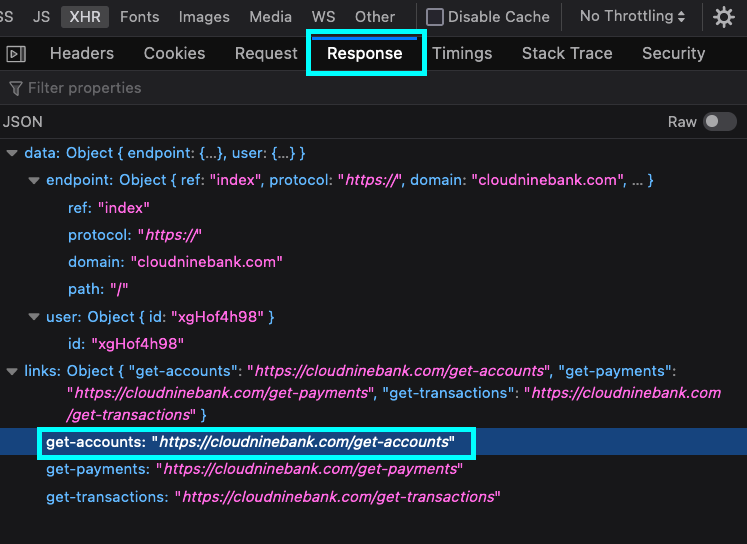 SS JS XHR Fonts Images Media WS Other Disable Cache No Throttling
Headers Cookies Request Response Timings Stack Trace Security
Filter properties
JSON Raw
data: Object { endpoint: {…}, user: {…} }
endpoint: Object { ref: "index", protocol: "https://", domain: "cloudninebank.com", … }
ref: "index"
protocol: "https://"
domain: "cloudninebank.com"
path: "/"
user: Object { id: "xgHof4h98" }
id: "xgHof4h98"
links: Object { "get-accounts": "https://cloudninebank.com/get-accounts", "get-payments":
"https://cloudninebank.com/get-payments", "get-transactions": "https://cloudninebank.com
/get-transactions" }
get-accounts: "https://cloudninebank.com/get-accounts"
get-payments: "https://cloudninebank.com/get-payments"
get-transactions: "https://cloudninebank.com/get-transactions"